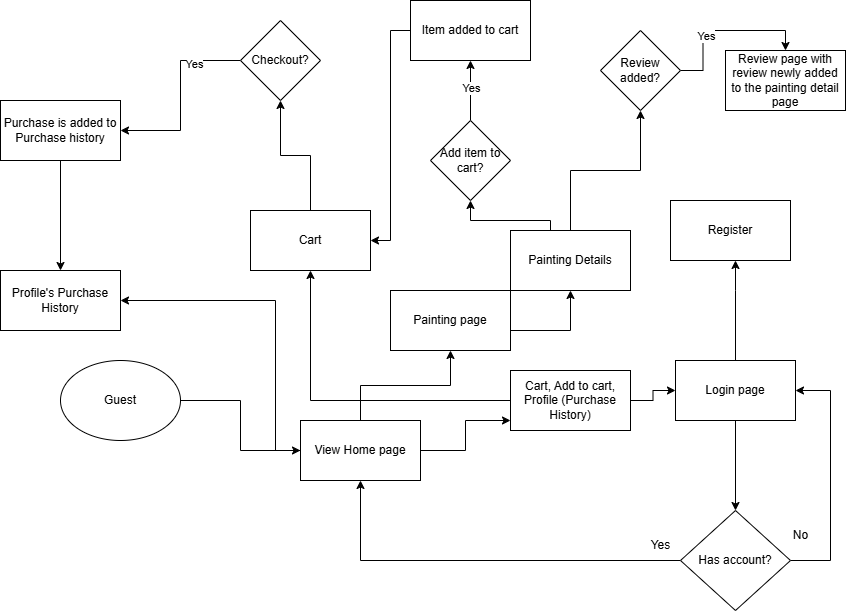 Item added to cart
Yes
Yes
Checkout?
Review
added?
Review page with
review newly added
to the painting detail
page
Yes
Purchase is added to
Purchase history
Add item to
cart?
Cart
Register
Painting Details
Profile's Purchase
History
Painting page
Guest
Cart, Add to cart,
Profile (Purchase
History)
Login page
View Home page
Yes
No
Has account?